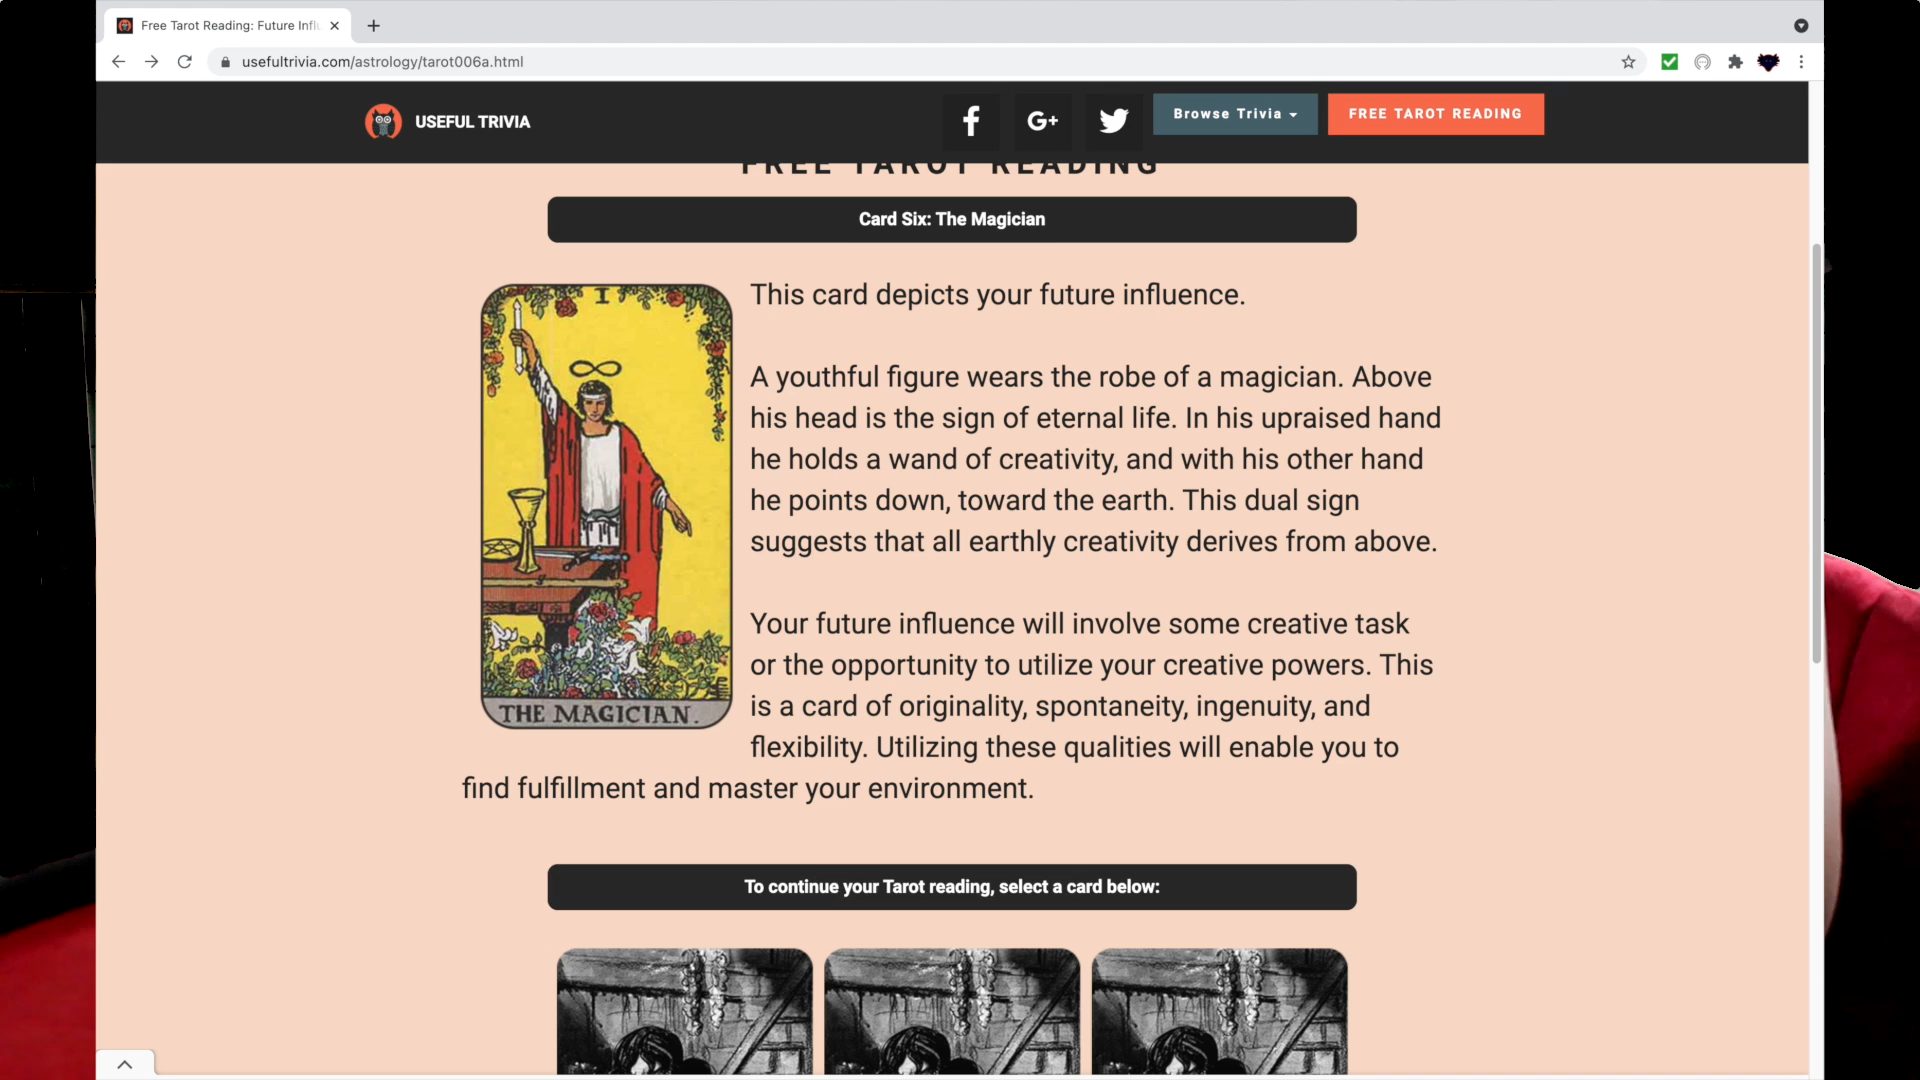 Free Tarot Reading: Future Influ
usefultrivia.com/astrology/tarot006a.html
USEFUL TRIVIA
f
G+
Browse Trivia
FREE TAROT READING
FREE TAROT READING
Card Six: The Magician
I
THE MAGICIAN.
This card depicts your future influence.
A youthful figure wears the robe of a magician. Above
his head is the sign of eternal life. In his upraised hand
he holds a wand of creativity, and with his other hand
he points down, toward the earth. This dual sign
suggests that all earthly creativity derives from above.
Your future influence will involve some creative task
or the opportunity to utilize your creative powers. This
is a card of originality, spontaneity, ingenuity, and
flexibility. Utilizing these qualities will enable you to
find fulfillment and master your environment.
To continue your Tarot reading, select a card below: